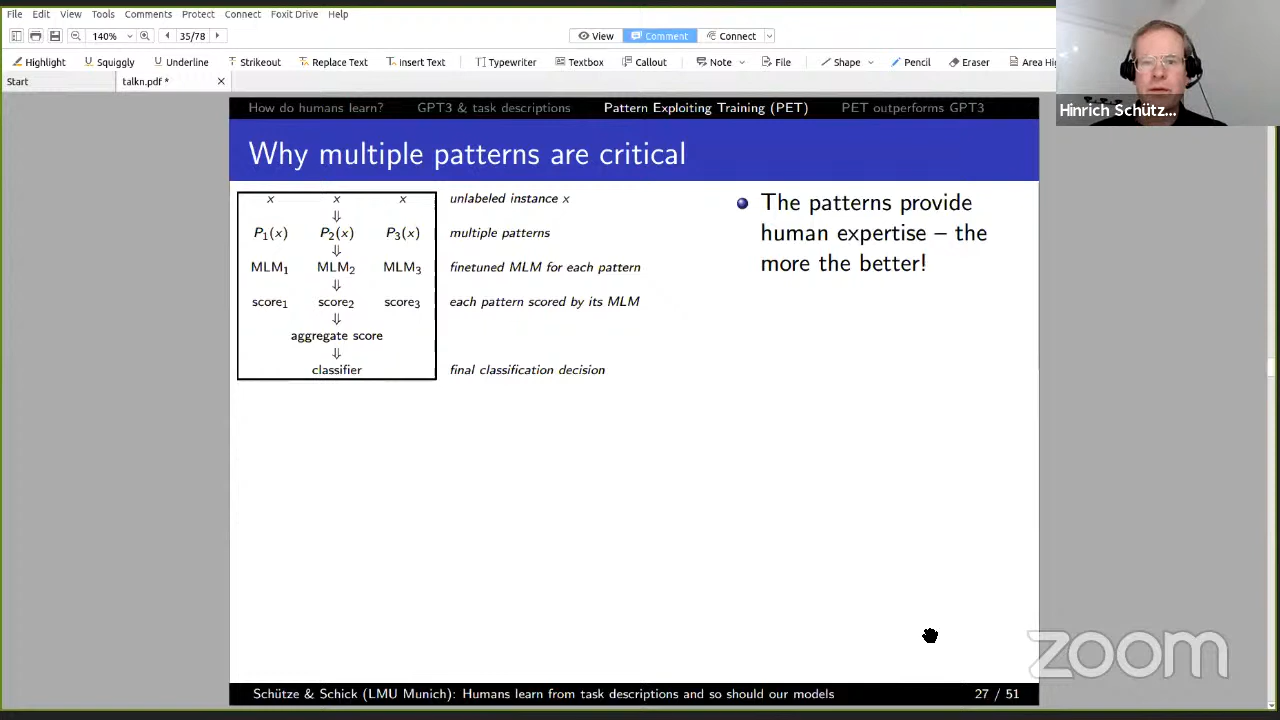 File Edit View Tools Comments Protect Connect Foxit Drive Help
140% 35/78 View Comment Connect
Highlight Squiggly Underline Strikeout Replace Text Insert Text Typewriter Textbox Callout Note File Shape Pencil Eraser Area Hi
Start talkn.pdf *
Hinrich Schütz...
How do humans learn? GPT3 & task descriptions Pattern Exploiting Training (PET) PET outperforms GPT3
Why multiple patterns are critical
x x x unlabeled instance x
⇓
P₁(x) P₂(x) P₃(x) multiple patterns
⇓
MLM₁ MLM₂ MLM₃ finetuned MLM for each pattern
⇓
score₁ score₂ score₃ each pattern scored by its MLM
⇓
aggregate score
⇓
classifier final classification decision
The patterns provide
human expertise – the
more the better!
zoom
Schütze & Schick (LMU Munich): Humans learn from task descriptions and so should our models 27 / 51